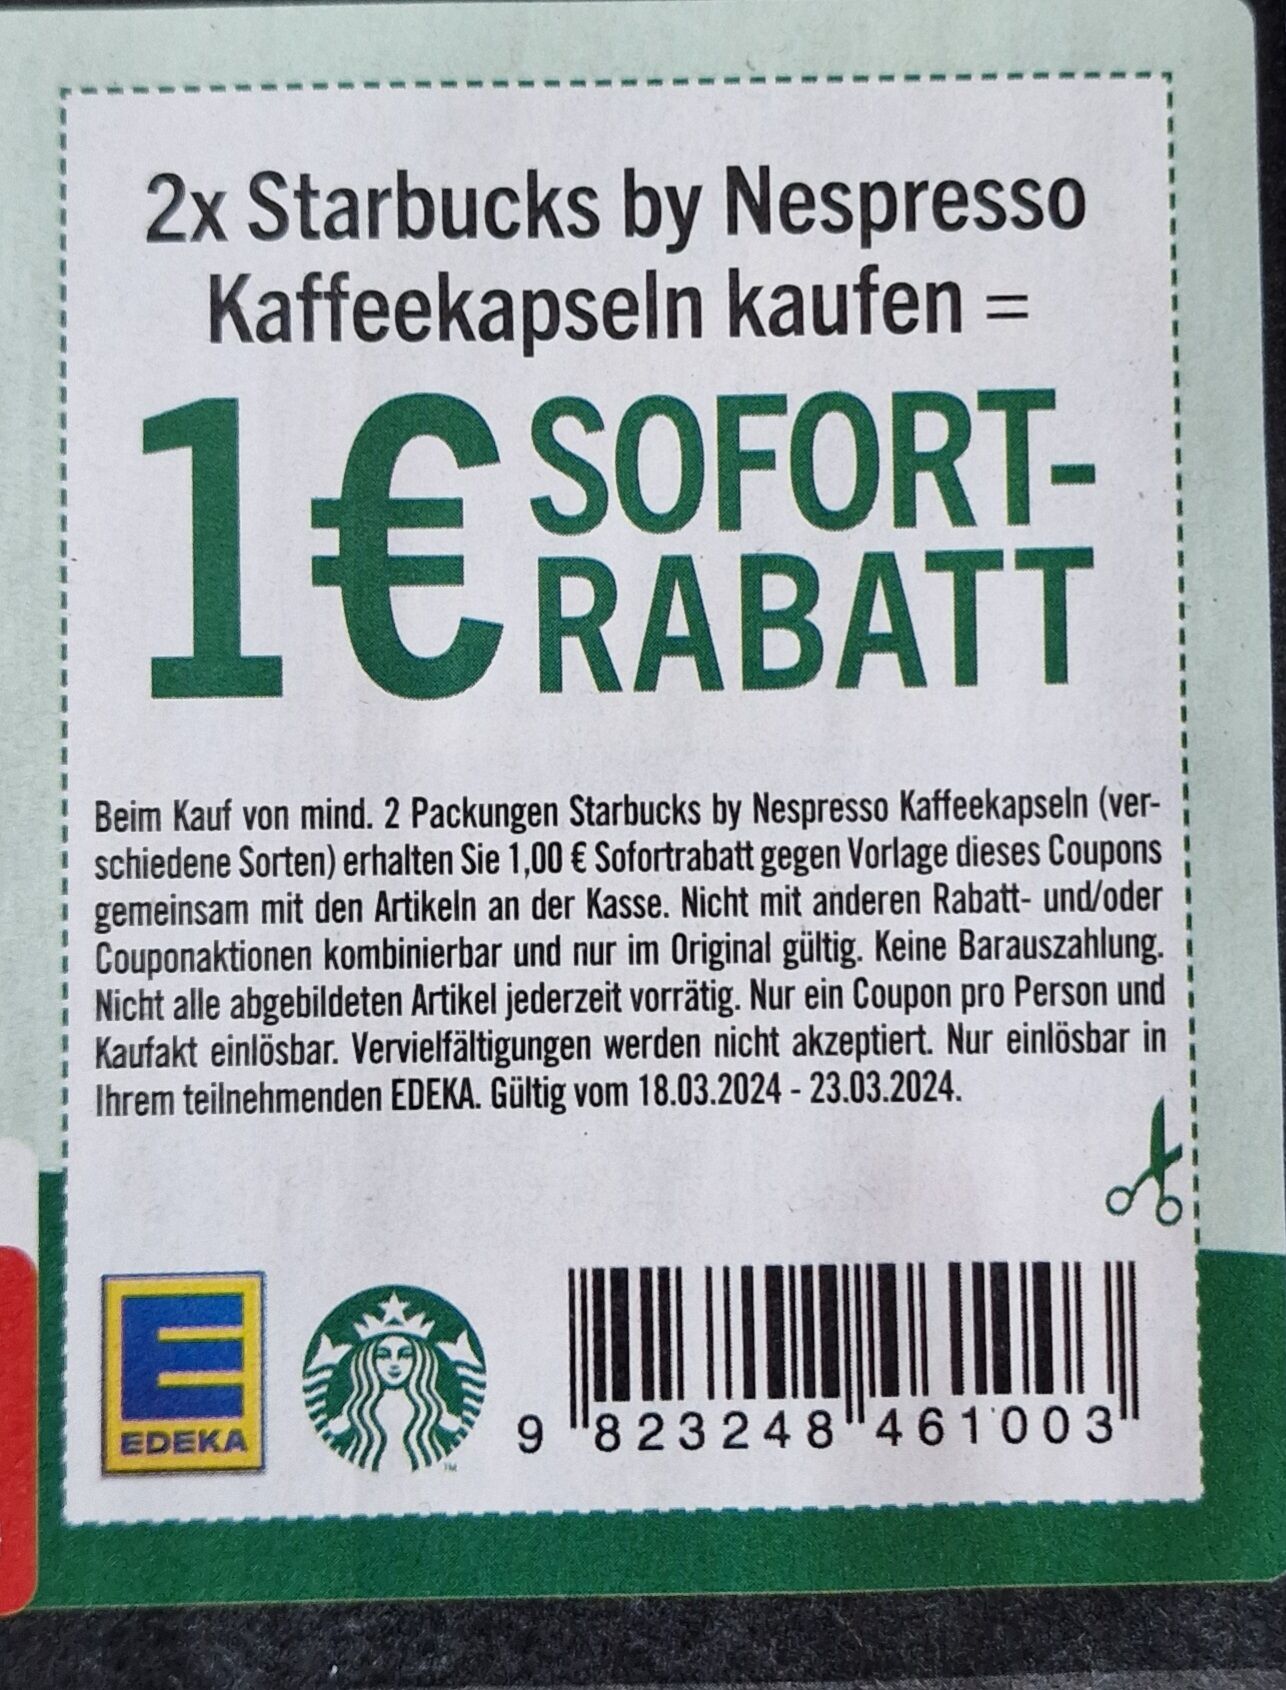 2x Starbucks by Nespresso
Kaffeekapseln kaufen =
1€ SOFORT-
RABATT
Beim Kauf von mind. 2 Packungen Starbucks by Nespresso Kaffeekapseln (ver-
schiedene Sorten) erhalten Sie 1,00 € Sofortrabatt gegen Vorlage dieses Coupons
gemeinsam mit den Artikeln an der Kasse. Nicht mit anderen Rabatt- und/oder
Couponaktionen kombinierbar und nur im Original gültig. Keine Barauszahlung.
Nicht alle abgebildeten Artikel jederzeit vorrätig. Nur ein Coupon pro Person und
Kaufakt einlösbar. Vervielfältigungen werden nicht akzeptiert. Nur einlösbar in
Ihrem teilnehmenden EDEKA. Gültig vom 18.03.2024 - 23.03.2024.
E
EDEKA
TM
9 823248 461003